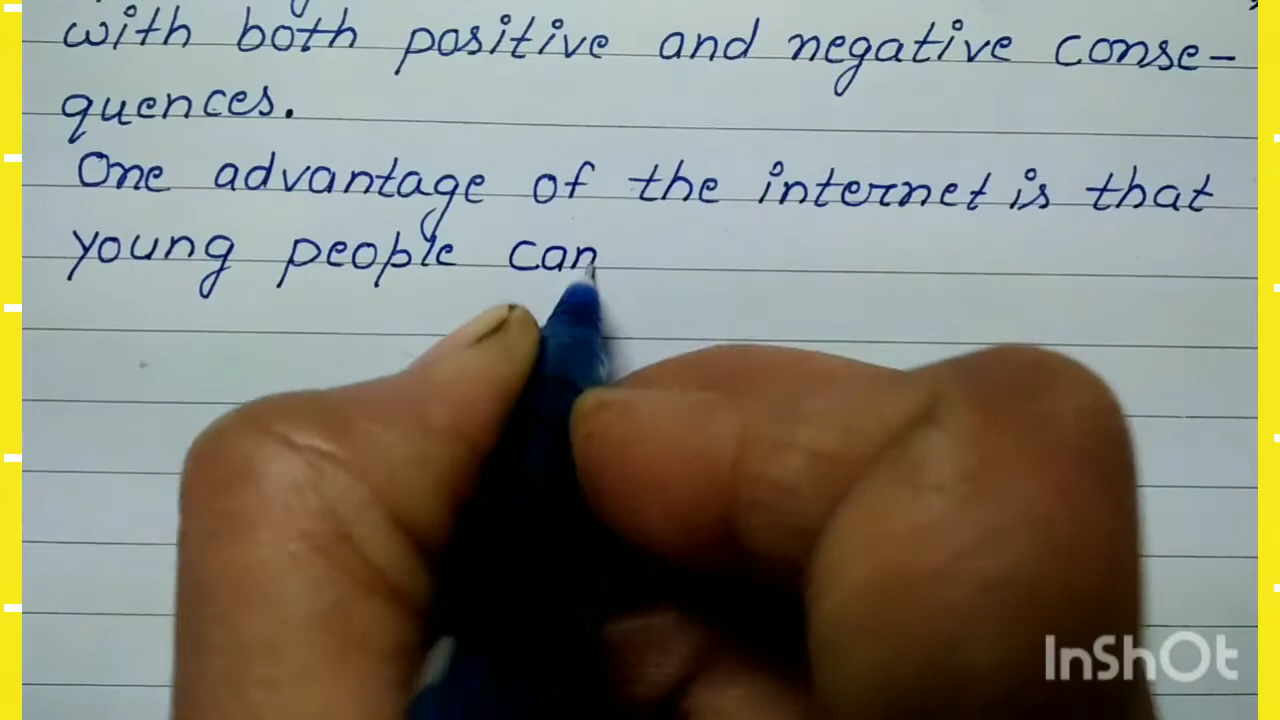 with both positive and negative conse-
quences.
One advantage of the internet is that
young people can
InShOt